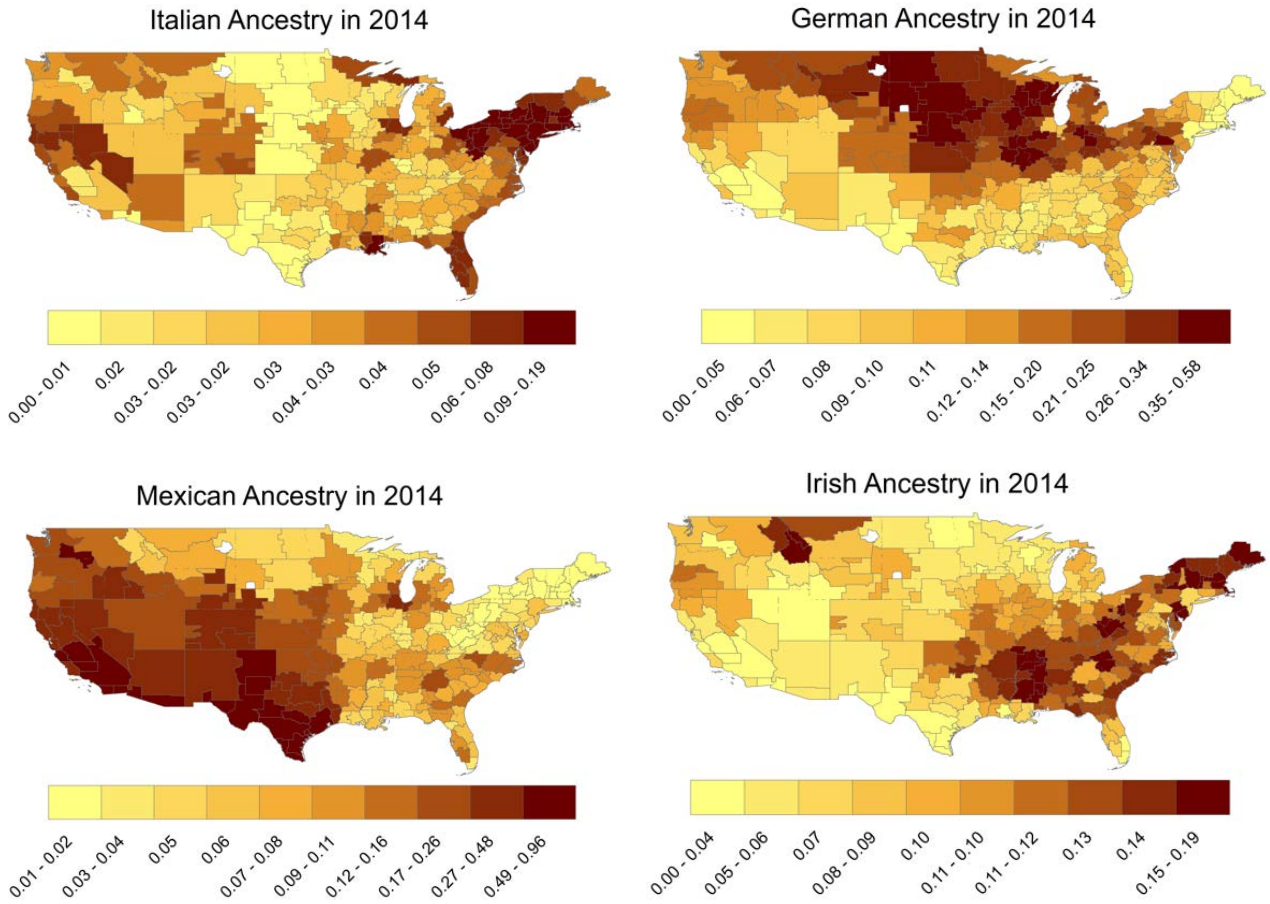 Italian Ancestry in 2014
German Ancestry in 2014
0.00 - 0.01
0.02
0.03 - 0.02
0.03 - 0.02
0.03
0.04 - 0.03
0.04
0.05
0.06 - 0.08
0.09 - 0.19
0.00 - 0.05
0.06 - 0.07
0.08
0.09 - 0.10
0.11
0.12 - 0.14
0.15 - 0.20
0.21 - 0.25
0.26 - 0.34
0.35 - 0.58
Mexican Ancestry in 2014
Irish Ancestry in 2014
0.01 - 0.02
0.03 - 0.04
0.05
0.06
0.07 - 0.08
0.09 - 0.11
0.12 - 0.16
0.17 - 0.26
0.27 - 0.48
0.49 - 0.96
0.00 - 0.04
0.05 - 0.06
0.07
0.08 - 0.09
0.10
0.11 - 0.10
0.11 - 0.12
0.13
0.14
0.15 - 0.19